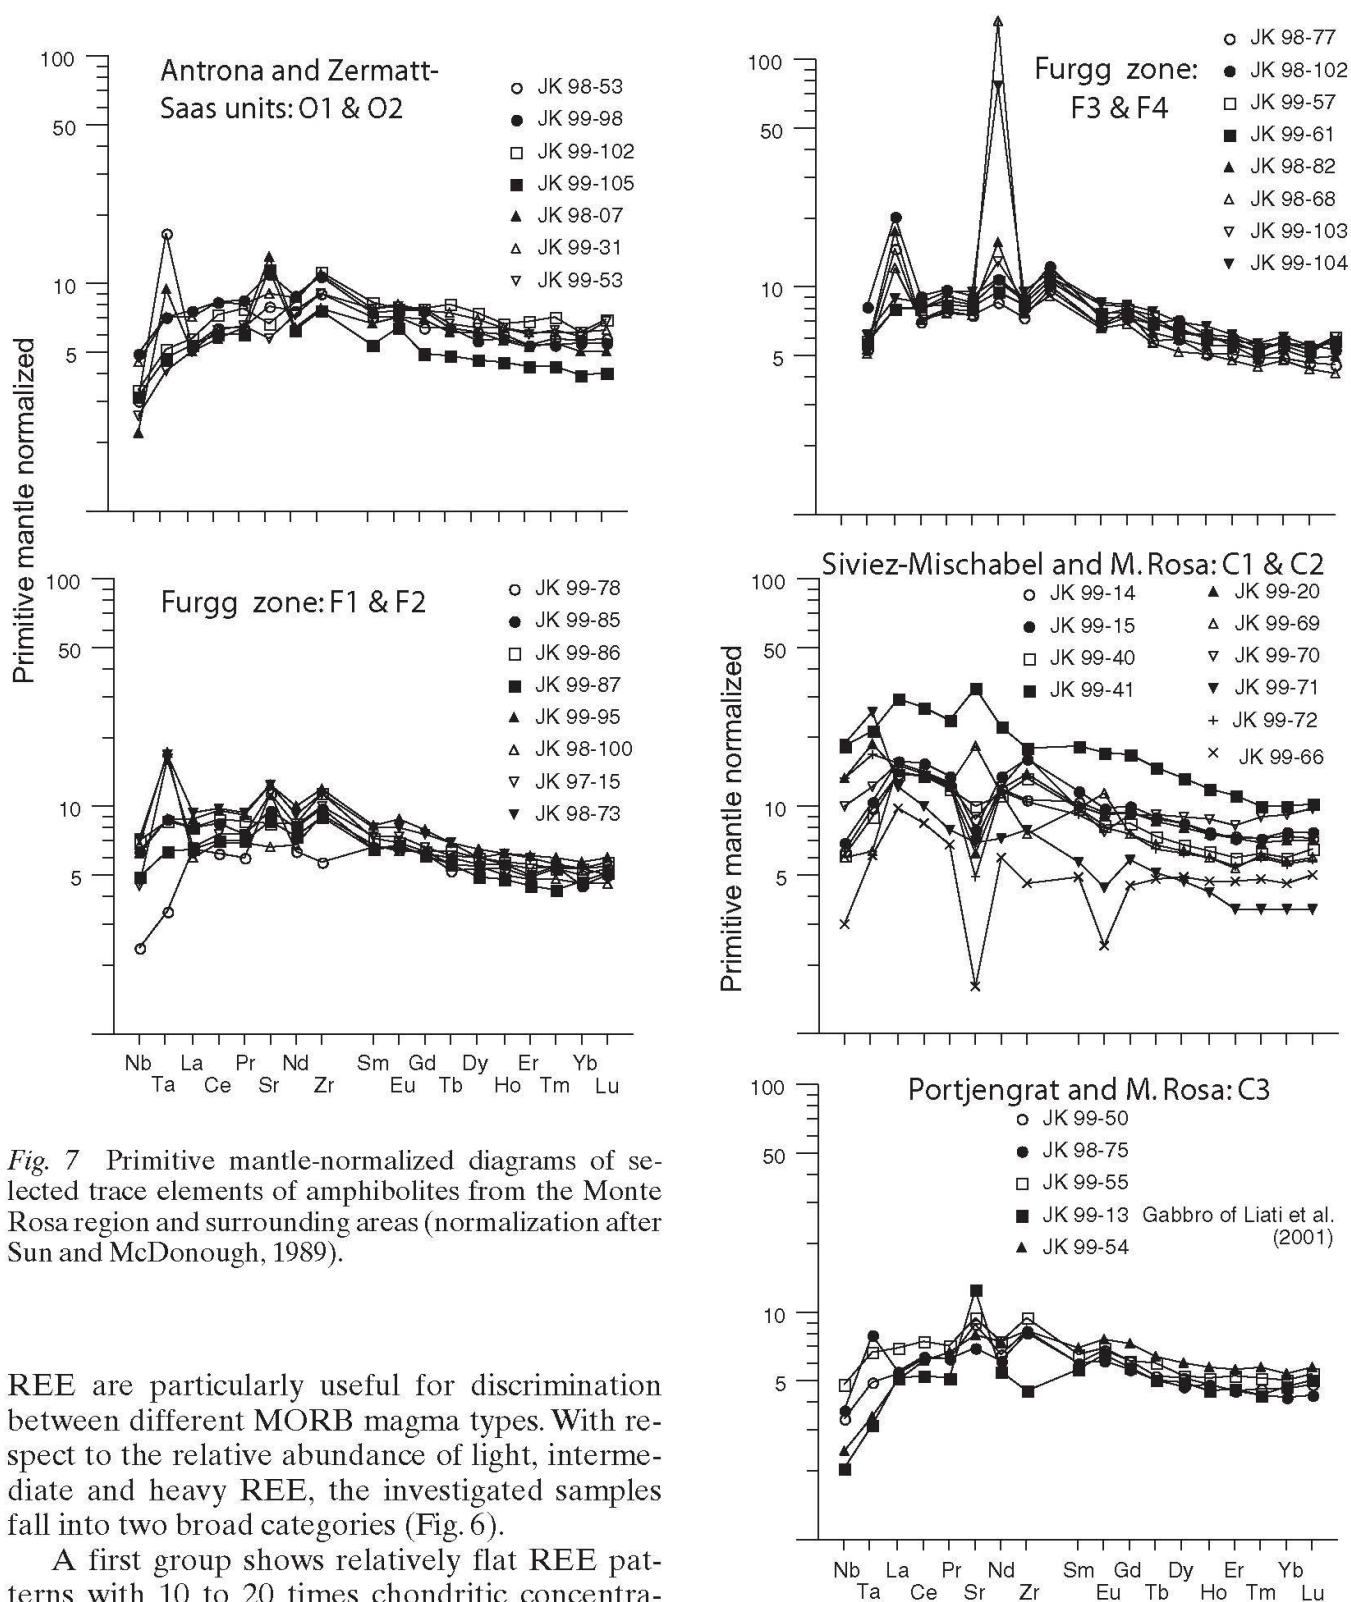 Primitive mantle normalized
100
50
10
5
Antrona and Zermatt-
Saas units: O1 & O2
JK 98-53
JK 99-98
JK 99-102
JK 99-105
JK 98-07
JK 99-31
JK 99-53
100
50
10
5
Furgg zone: F1 & F2
JK 99-78
JK 99-85
JK 99-86
JK 99-87
JK 99-95
JK 98-100
JK 97-15
JK 98-73
Nb La Pr Nd Sm Gd Dy Er Yb
Ta Ce Sr Zr Eu Tb Ho Tm Lu
Fig. 7 Primitive mantle-normalized diagrams of se-
lected trace elements of amphibolites from the Monte
Rosa region and surrounding areas (normalization after
Sun and McDonough, 1989).
REE are particularly useful for discrimination
between different MORB magma types. With re-
spect to the relative abundance of light, interme-
diate and heavy REE, the investigated samples
fall into two broad categories (Fig. 6).
A first group shows relatively flat REE pat-
terns with 10 to 20 times chondritic concentra-
100
50
10
5
Furgg zone:
F3 & F4
JK 98-77
JK 98-102
JK 99-57
JK 99-61
JK 98-82
JK 98-68
JK 99-103
JK 99-104
Primitive mantle normalized
Siviez-Mischabel and M. Rosa: C1 & C2
100
50
10
5
JK 99-14
JK 99-15
JK 99-40
JK 99-41
JK 99-20
JK 99-69
JK 99-70
JK 99-71
JK 99-72
JK 99-66
Portjengrat and M. Rosa: C3
100
50
10
5
JK 99-50
JK 98-75
JK 99-55
JK 99-13 Gabbro of Liati et al.
(2001)
JK 99-54
Nb La Pr Nd Sm Gd Dy Er Yb
Ta Ce Sr Zr Eu Tb Ho Tm Lu